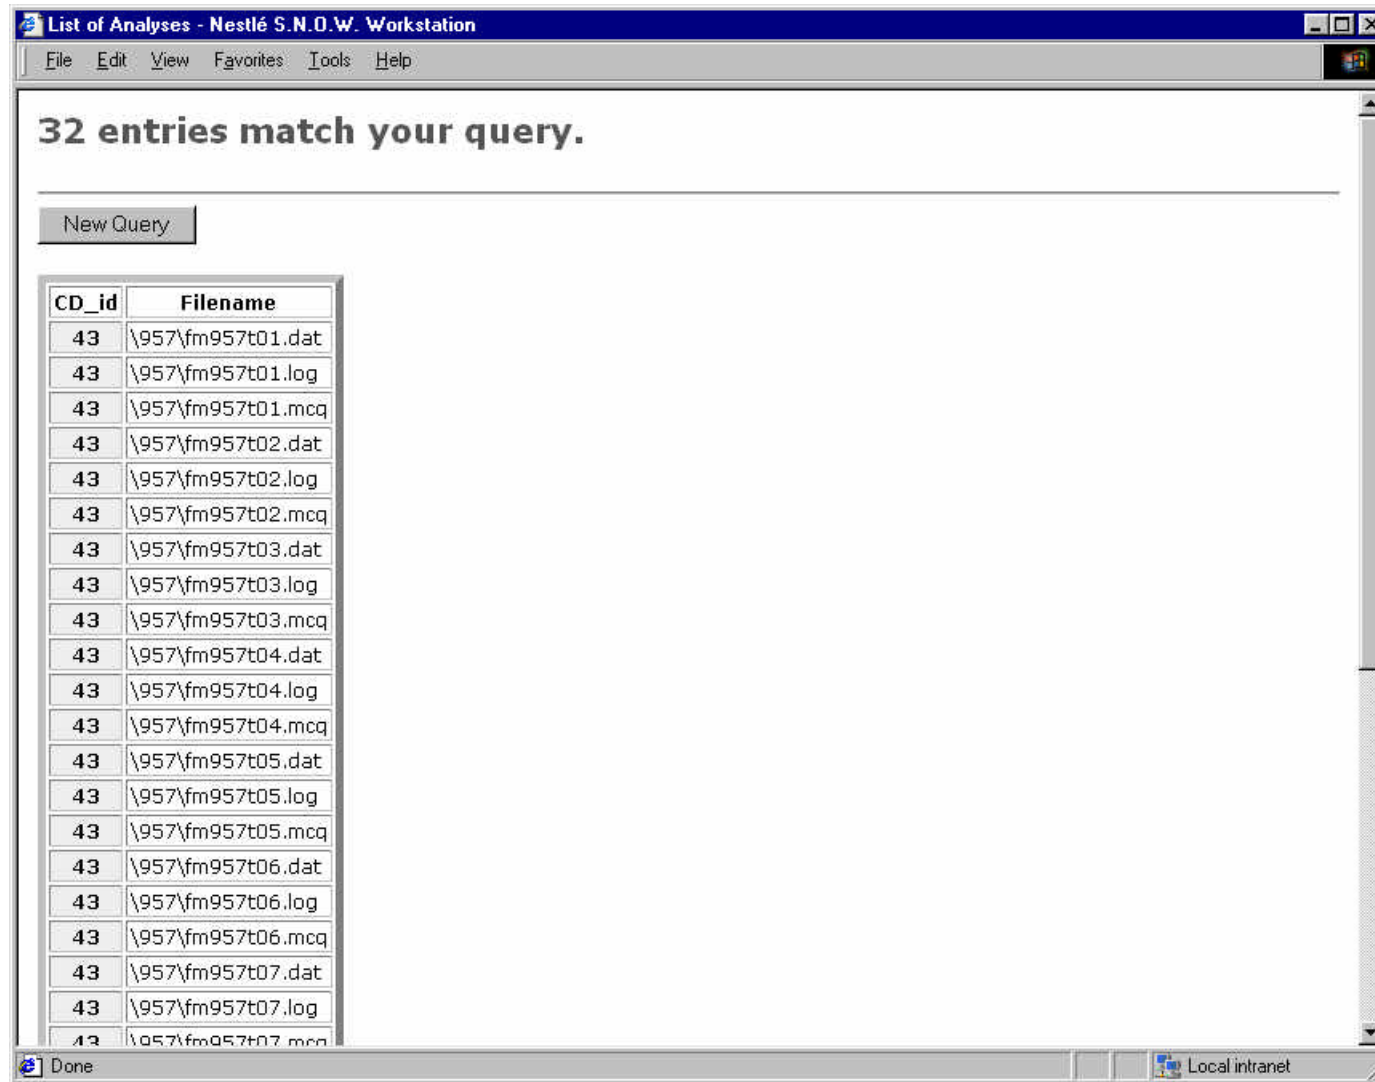 List of Analyses - Nestlé S.N.O.W. Workstation
File Edit View Favorites Tools Help
32 entries match your query.
New Query
CD_id Filename
43 \957\fm957t01.dat
43 \957\fm957t01.log
43 \957\fm957t01.mcq
43 \957\fm957t02.dat
43 \957\fm957t02.log
43 \957\fm957t02.mcq
43 \957\fm957t03.dat
43 \957\fm957t03.log
43 \957\fm957t03.mcq
43 \957\fm957t04.dat
43 \957\fm957t04.log
43 \957\fm957t04.mcq
43 \957\fm957t05.dat
43 \957\fm957t05.log
43 \957\fm957t05.mcq
43 \957\fm957t06.dat
43 \957\fm957t06.log
43 \957\fm957t06.mcq
43 \957\fm957t07.dat
43 \957\fm957t07.log
43 \957\fm957t07.mcq
Done Local intranet